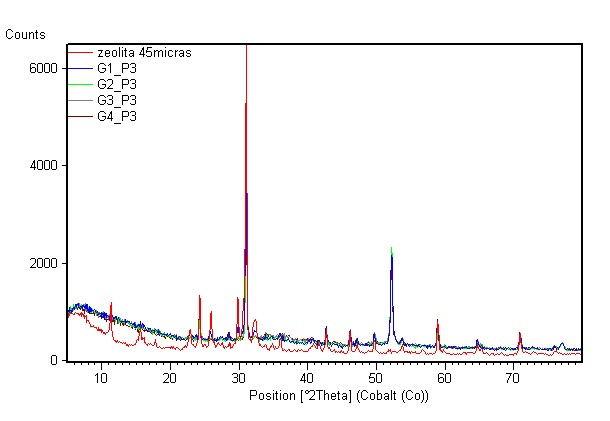 Counts
zeolita 45micras
G1_P3
G2_P3
G3_P3
G4_P3
6000
4000
2000
0
10 20 30 40 50 60 70
Position [°2Theta] (Cobalt (Co))